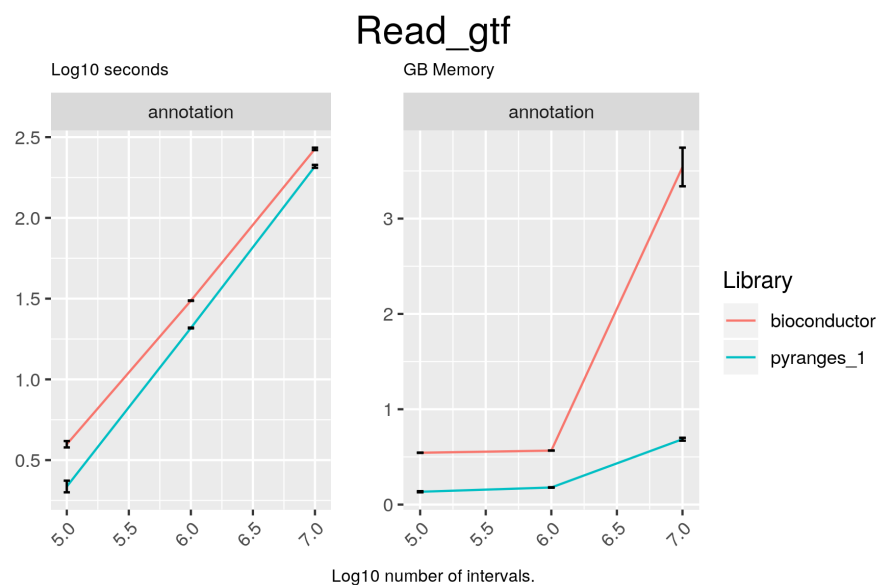 Read_gtf
Log10 seconds
GB Memory
annotation
annotation
2.5
2.0
1.5
1.0
0.5
3
2
1
0
5.0
5.5
6.0
6.5
7.0
5.0
5.5
6.0
6.5
7.0
Log10 number of intervals.
Library
bioconductor
pyranges_1